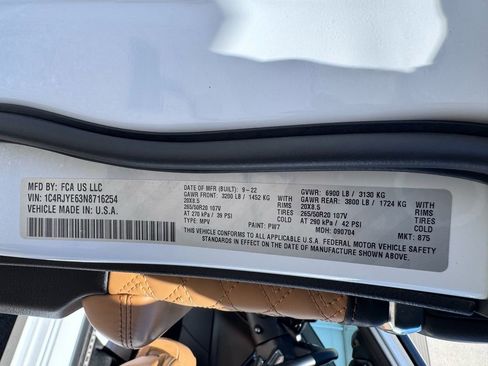 MFD BY: FCA US LLC
VIN: 1C4RJYE63N8716254
VEHICLE MADE IN: U.S.A.
DATE OF MFR (BUILT): 9-22
GAWR FRONT: 3200 LB / 1452 KG
20X8.5
265/50R20 107V
AT 270 kPa / 39 PSI
TYPE: MPV
PAINT: PW7
TIRES
COLD
GVWR: 6900 LB / 3130 KG
GAWR REAR: 3800 LB / 1724 KG WITH
20X8.5 RIMS
265/50R20 107V TIRES
AT 290 kPa / 42 PSI COLD
MDH: 090704
MKT: 875
THIS VEHICLE CONFORMS TO ALL APPLICABLE U.S.A. FEDERAL MOTOR VEHICLE SAFETY
STANDARDS IN EFFECT ON THE DATE OF MANUFACTURE SHOWN ABOVE.